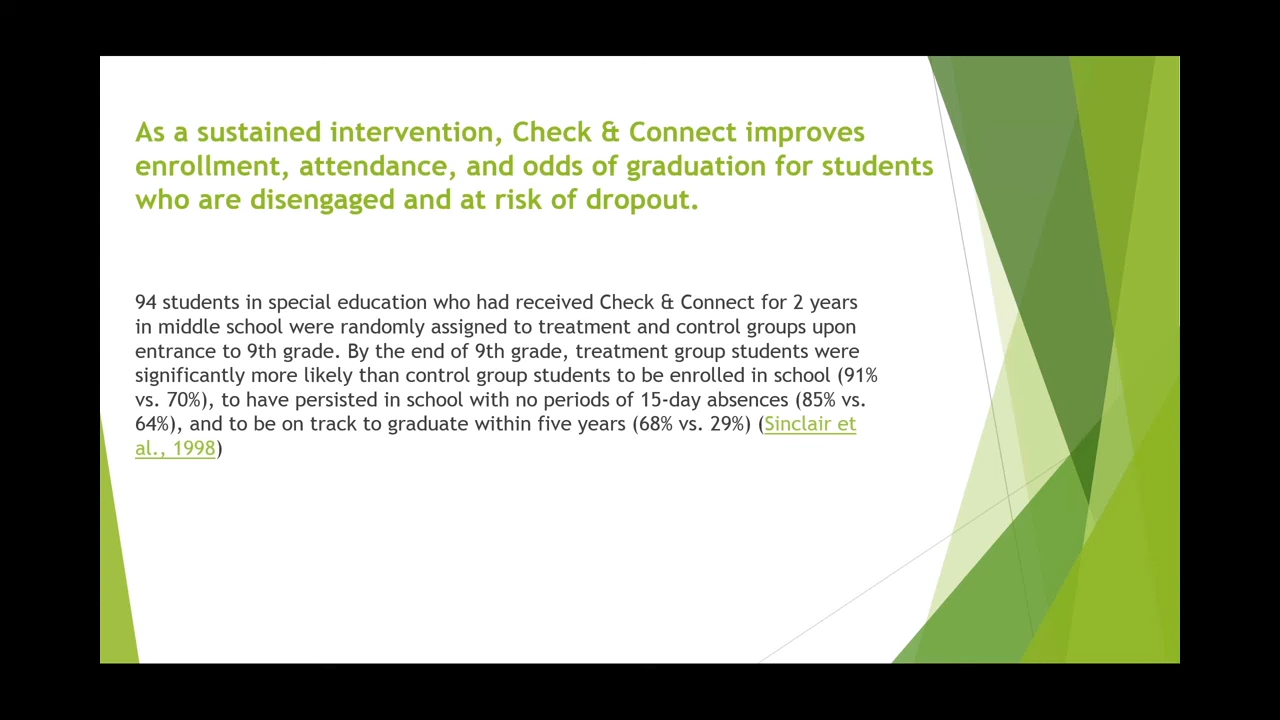 As a sustained intervention, Check & Connect improves
enrollment, attendance, and odds of graduation for students
who are disengaged and at risk of dropout.
94 students in special education who had received Check & Connect for 2 years
in middle school were randomly assigned to treatment and control groups upon
entrance to 9th grade. By the end of 9th grade, treatment group students were
significantly more likely than control group students to be enrolled in school (91%
vs. 70%), to have persisted in school with no periods of 15-day absences (85% vs.
64%), and to be on track to graduate within five years (68% vs. 29%) (Sinclair et
al., 1998)